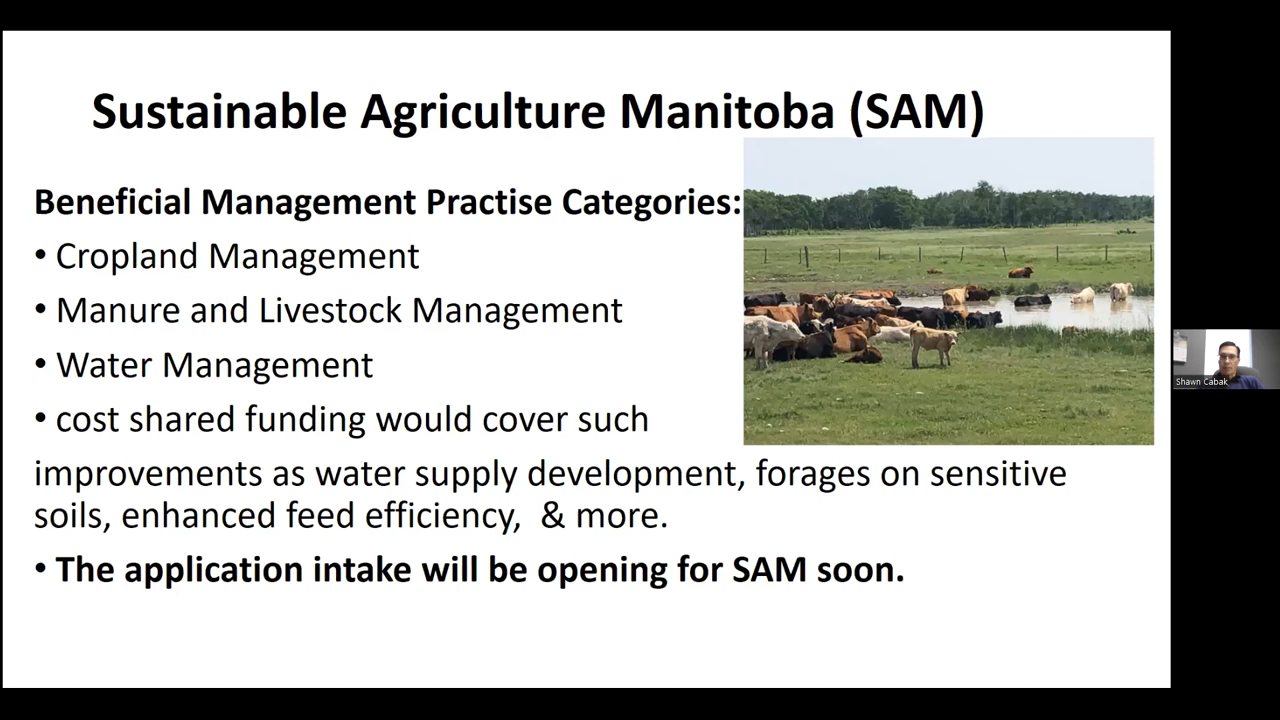 Sustainable Agriculture Manitoba (SAM)
Beneficial Management Practise Categories:
• Cropland Management
• Manure and Livestock Management
• Water Management
• cost shared funding would cover such
improvements as water supply development, forages on sensitive
soils, enhanced feed efficiency,  & more.
• The application intake will be opening for SAM soon.
Shawn Cabak